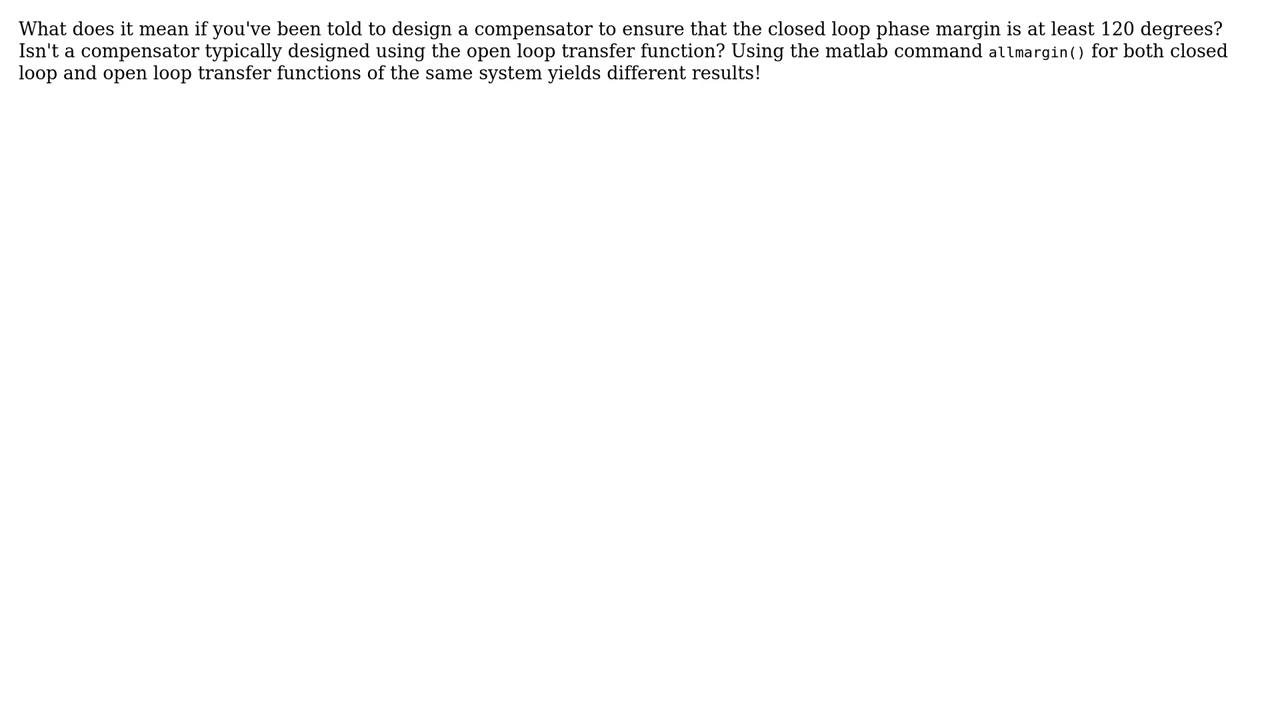 What does it mean if you've been told to design a compensator to ensure that the closed loop phase margin is at least 120 degrees?
Isn't a compensator typically designed using the open loop transfer function? Using the matlab command allmargin() for both closed
loop and open loop transfer functions of the same system yields different results!